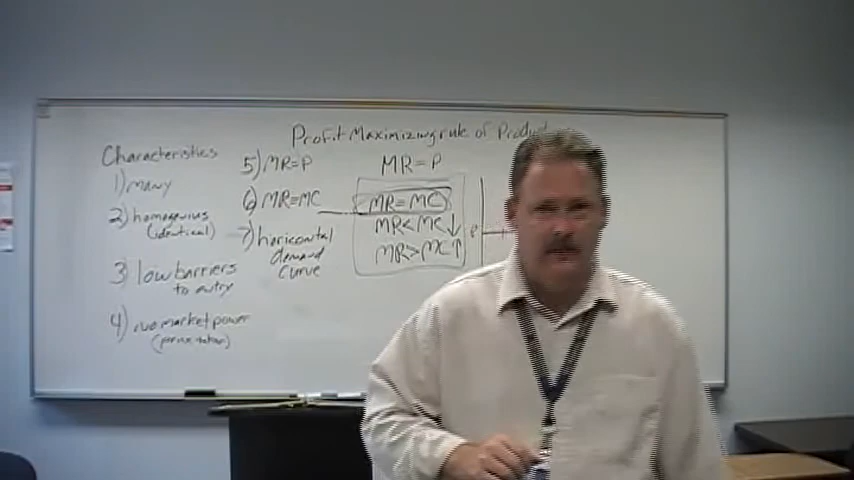 Profit Maximizing rule of Product
Characteristics
1) many
2) homogenius
(identical)
3 low barriers
to entry
4) no market power
5) MR=P
6) MR=MC
7) horizontal
demand
curve
MR=P
MR=MC
MR<MC↓
MR>MC↑
P